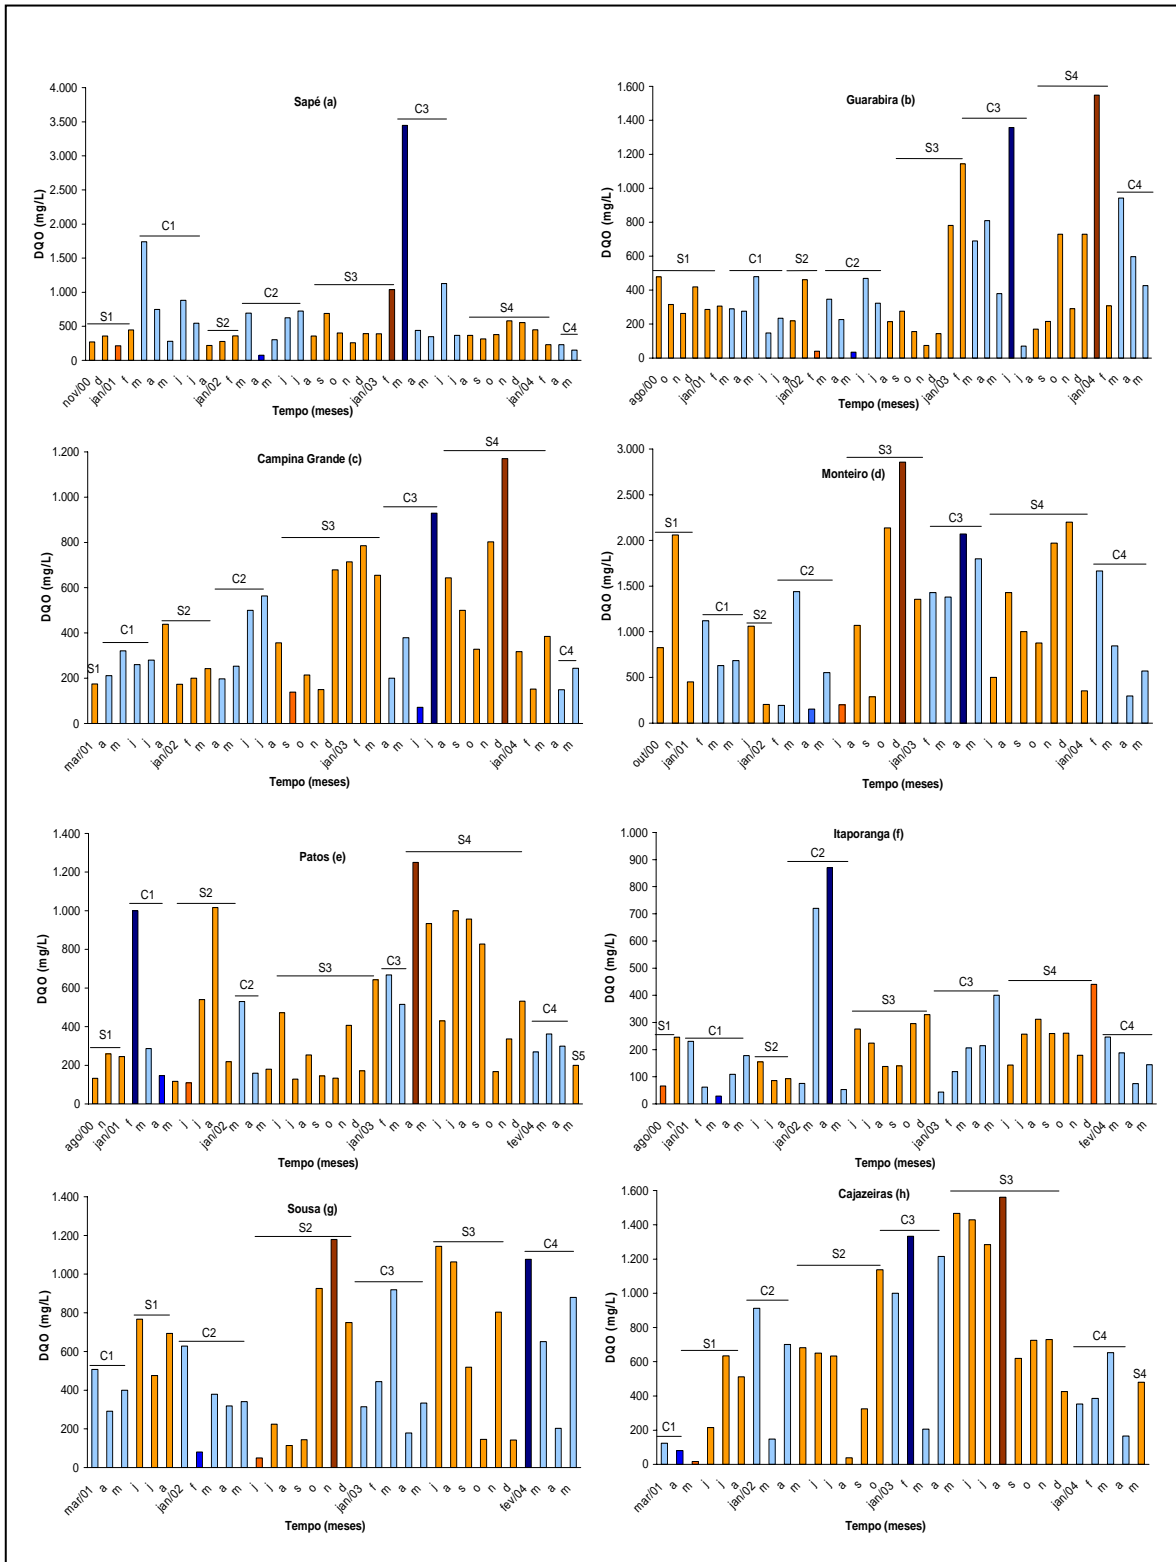 Sapé (a)
DQO (mg/L)
4.000
3.500
3.000
2.500
2.000
1.500
1.000
500
0
S1
C1
S2
C2
S3
C3
S4
C4
nov/00 d jan/01 f m a m j j a jan/02 f m a m j j a s o n d jan/03 f m a m j j a s o n d jan/04 f a m
Tempo (meses)
Guarabira (b)
DQO (mg/L)
1.600
1.400
1.200
1.000
800
600
400
200
0
S1
C1
S2
C2
S3
C3
S4
C4
ago/00 o n d jan/01 f m a m j j a jan/02 f m a m j j a s o n d jan/03 f m a m j j a s o n d jan/04 f m a m
Tempo (meses)
Campina Grande (c)
DQO (mg/L)
1.200
1.000
800
600
400
200
0
S1
C1
S2
C2
S3
C3
S4
C4
mar/01 a m j j a jan/02 f m a m j j a s o n d jan/03 f m a m j j a s o n d jan/04 f m a m
Tempo (meses)
Monteiro (d)
DQO (mg/L)
3.000
2.500
2.000
1.500
1.000
500
0
S1
C1
S2
C2
S3
C3
S4
C4
out/00 n jan/01 f m m j jan/02 f m a m j a s o d jan/03 f m a m j a s o n d jan/04 f m a m
Tempo (meses)
Patos (e)
DQO (mg/L)
1.400
1.200
1.000
800
600
400
200
0
S1
C1
S2
C2
S3
C3
S4
C4
S5
ago/00 n jan/01 f m a m j j a jan/02 m a m j j a s o n d jan/03 f m a m j j a s o n d fev/04 m a m
Tempo (meses)
Itaporanga (f)
DQO (mg/L)
1.000
900
800
700
600
500
400
300
200
100
0
S1
C1
S2
C2
S3
C3
S4
C4
ago/00 n jan/01 f m a m j j a jan/02 m a m j j a s o d jan/03 f m a m j j a s o n d fev/04 m a m
Tempo (meses)
Sousa (g)
DQO (mg/L)
1.400
1.200
1.000
800
600
400
200
0
C1
S1
C2
S2
C3
S3
C4
mar/01 a m j j a jan/02 f m a m j j a s o n d jan/03 f m a m j a s o n d fev/04 m a m
Tempo (meses)
Cajazeiras (h)
DQO (mg/L)
1.600
1.400
1.200
1.000
800
600
400
200
0
C1
S1
C2
S2
C3
S3
C4
S4
mar/01 a m j j a jan/02 m a m j j a s o jan/03 f m a m j j a s o n d jan/04 f m a m
Tempo (meses)